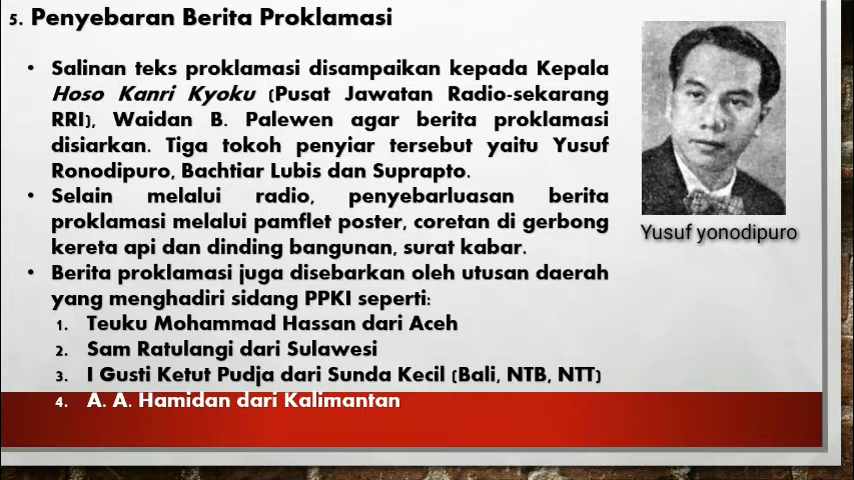 5. Penyebaran Berita Proklamasi
• Salinan teks proklamasi disampaikan kepada Kepala
Hoso Kanri Kyoku (Pusat Jawatan Radio-sekarang
RRI), Waidan B. Palewen agar berita proklamasi
disiarkan. Tiga tokoh penyiar tersebut yaitu Yusuf
Ronodipuro, Bachtiar Lubis dan Suprapto.
• Selain melalui radio, penyebarluasan berita
proklamasi melalui pamflet poster, coretan di gerbong
kereta api dan dinding bangunan, surat kabar.
• Berita proklamasi juga disebarkan oleh utusan daerah
yang menghadiri sidang PPKI seperti:
1. Teuku Mohammad Hassan dari Aceh
2. Sam Ratulangi dari Sulawesi
3. I Gusti Ketut Pudja dari Sunda Kecil (Bali, NTB, NTT)
4. A. A. Hamidan dari Kalimantan
Yusuf yonodipuro